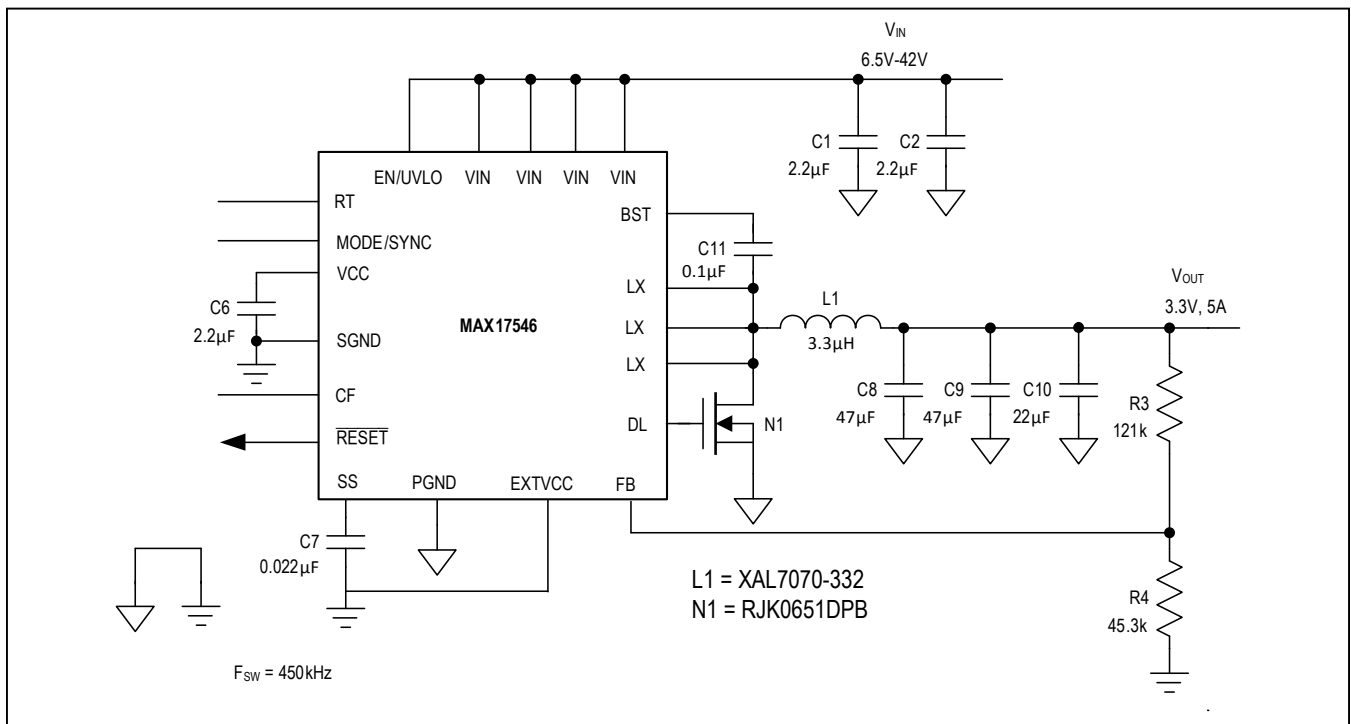 VIN
6.5V-42V
C1
2.2µF
C2
2.2µF
EN/UVLO VIN VIN VIN VIN
RT
MODE/SYNC
VCC
C6
2.2µF
SGND
CF
RESET
SS
PGND
EXTVCC
FB
MAX17546
BST
LX
LX
LX
DL
C11
0.1µF
L1
3.3µH
N1
VOUT
3.3V, 5A
C8
47µF
C9
47µF
C10
22µF
R3
121k
R4
45.3k
C7
0.022µF
L1 = XAL7070-332
N1 = RJK0651DPB
FSW = 450kHz